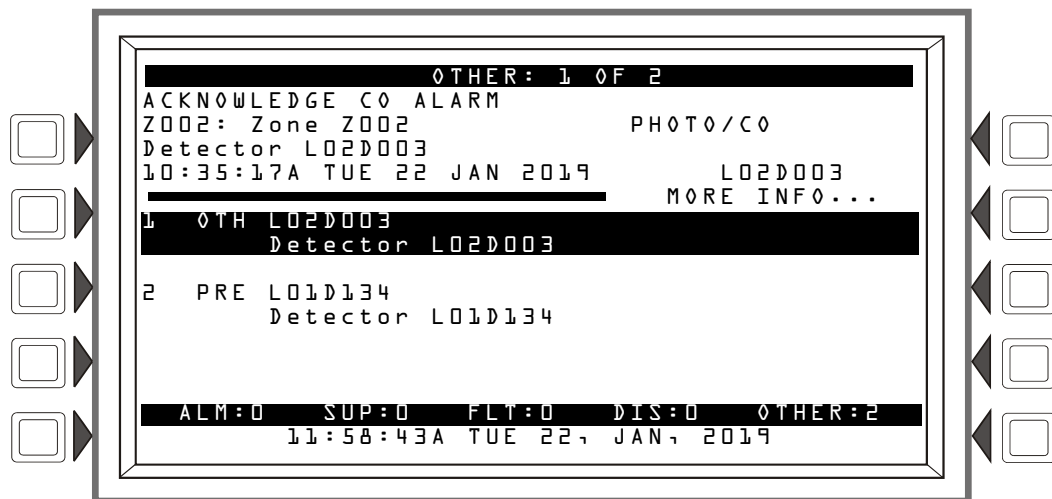 OTHER: 1 OF 2
ACKNOWLEDGE CO ALARM
Z002: Zone Z002 PHOTO/CO
Detector L02D003
10:35:17A TUE 22 JAN 2019 L02D003
MORE INFO...
1 OTH L02D003
Detector L02D003
2 PRE L01D134
Detector L01D134
ALM:0 SUP:0 FLT:0 DIS:0 OTHER:2
11:58:43A TUE 22, JAN, 2019